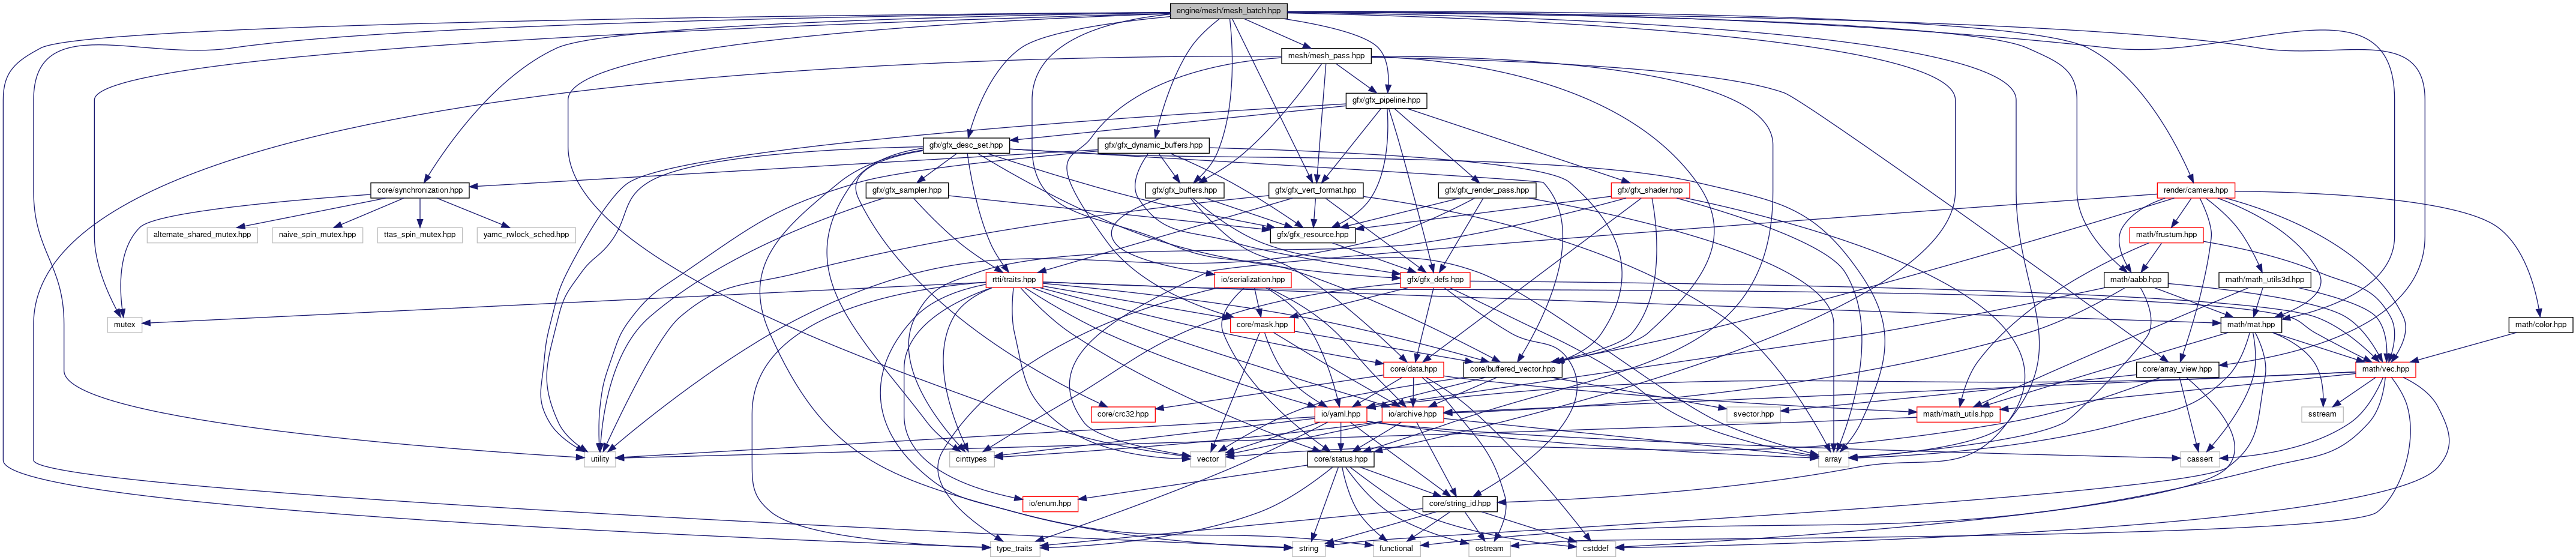 engine/mesh/mesh_batch.hpp
mesh/mesh_pass.hpp
gfx/gfx_pipeline.hpp
gfx/gfx_desc_set.hpp
gfx/gfx_dynamic_buffers.hpp
core/synchronization.hpp
gfx/gfx_sampler.hpp
gfx/gfx_buffers.hpp
gfx/gfx_vert_format.hpp
gfx/gfx_render_pass.hpp
gfx/gfx_shader.hpp
render/camera.hpp
alternate_shared_mutex.hpp
naive_spin_mutex.hpp
ttas_spin_mutex.hpp
yamc_rwlock_sched.hpp
gfx/gfx_resource.hpp
math/frustum.hpp
rtti/traits.hpp
io/serialization.hpp
gfx/gfx_defs.hpp
math/aabb.hpp
math/math_utils3d.hpp
mutex
core/mask.hpp
math/mat.hpp
math/color.hpp
core/data.hpp
core/buffered_vector.hpp
core/array_view.hpp
math/vec.hpp
core/crc32.hpp
io/yaml.hpp
io/archive.hpp
svector.hpp
math/math_utils.hpp
sstream
utility
cinttypes
vector
core/status.hpp
array
cassert
io/enum.hpp
core/string_id.hpp
type_traits
string
functional
ostream
cstddef